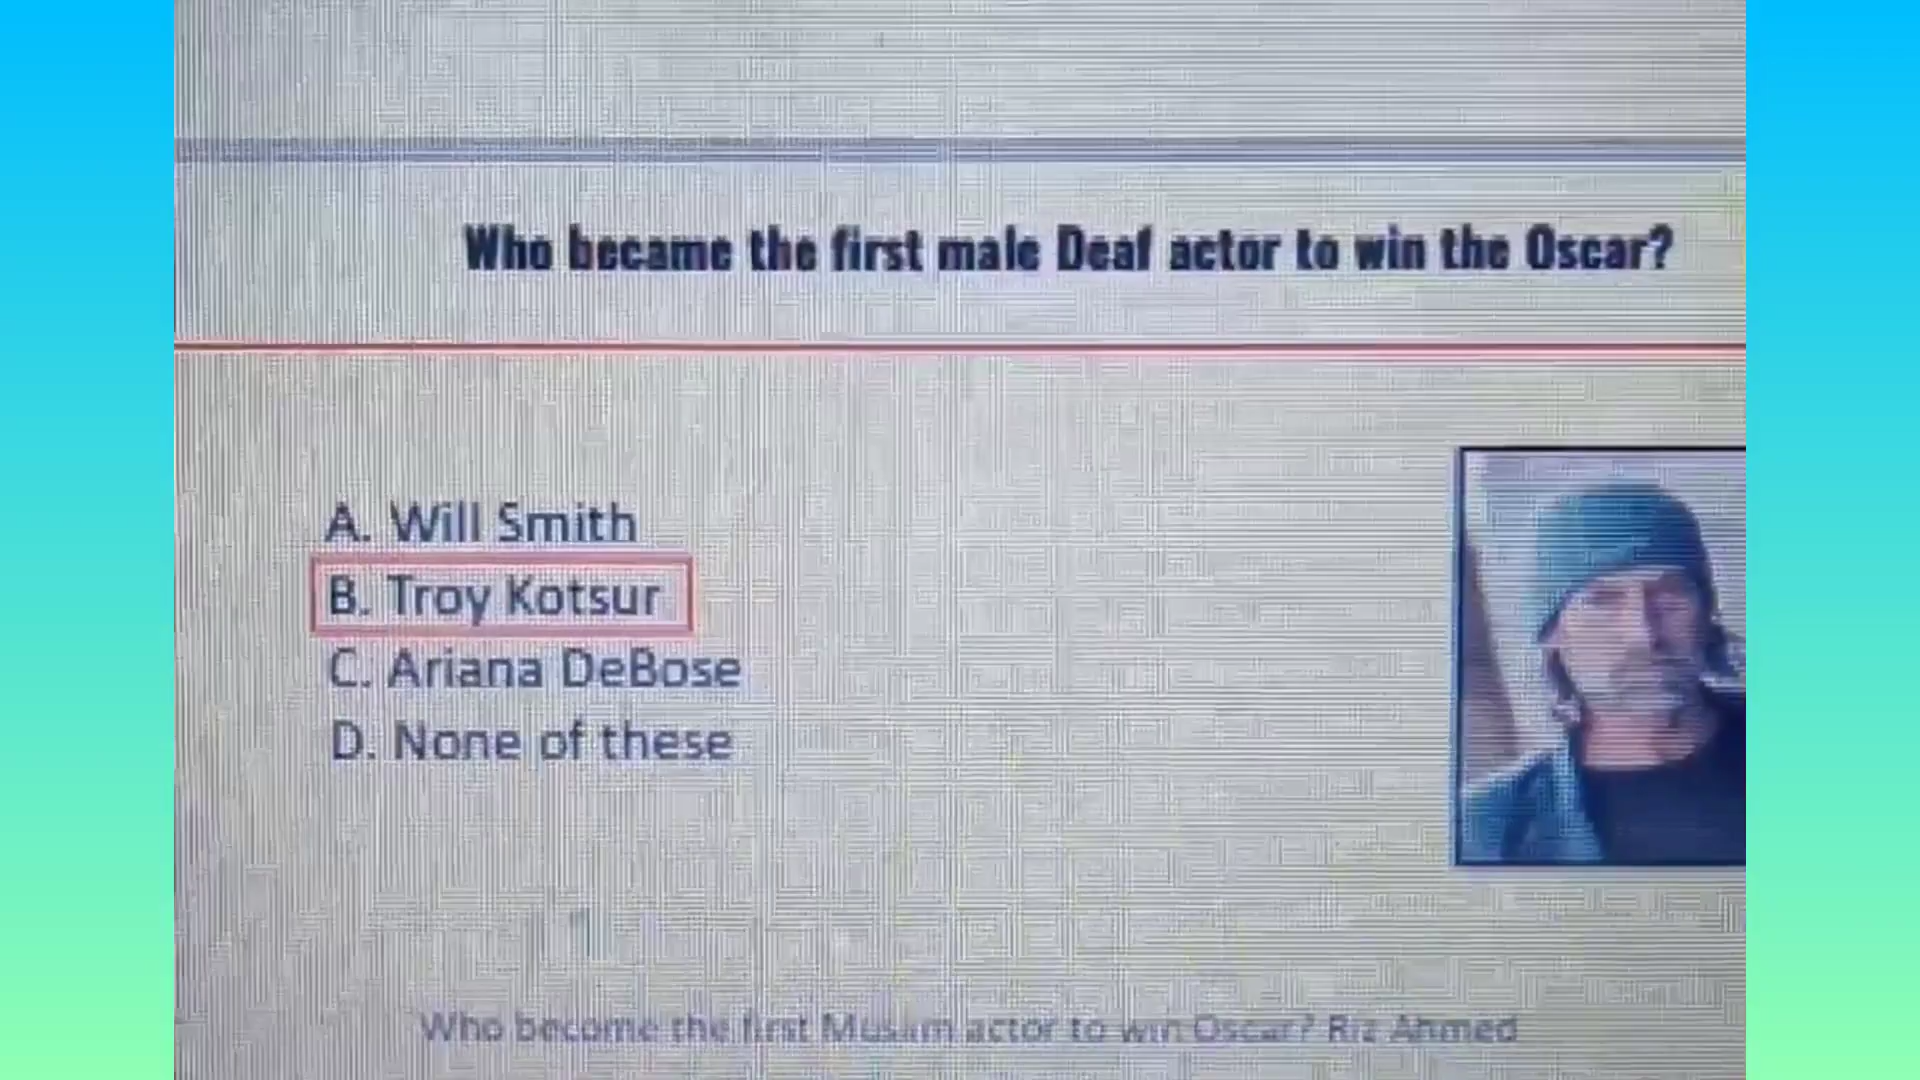 Who became the first male Deaf actor to win the Oscar?
A. Will Smith
B. Troy Kotsur
C. Ariana DeBose
D. None of these
Who become the first Muslim actor to win Oscar? Riz Ahmed